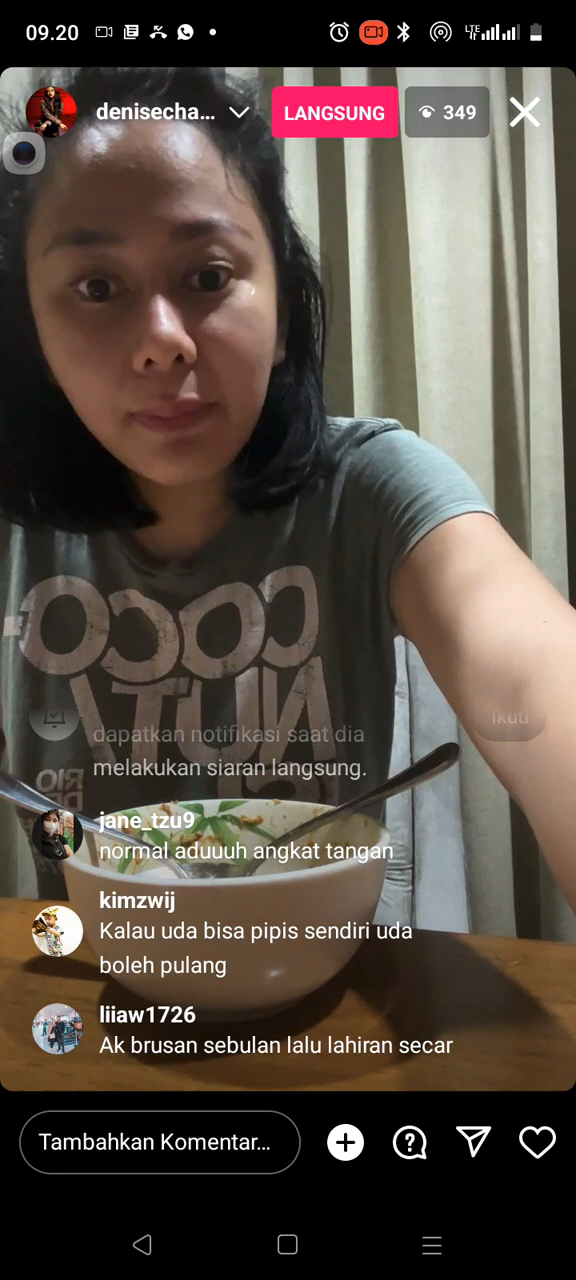 09.20
LTE
denisecha...
LANGSUNG
349
COCO
NUT
RIO
Ikuti
dapatkan notifikasi saat dia
melakukan siaran langsung.
jane_tzu9
normal aduuuh angkat tangan
kimzwij
Kalau uda bisa pipis sendiri uda
boleh pulang
liiaw1726
Ak brusan sebulan lalu lahiran secar
Tambahkan Komentar...